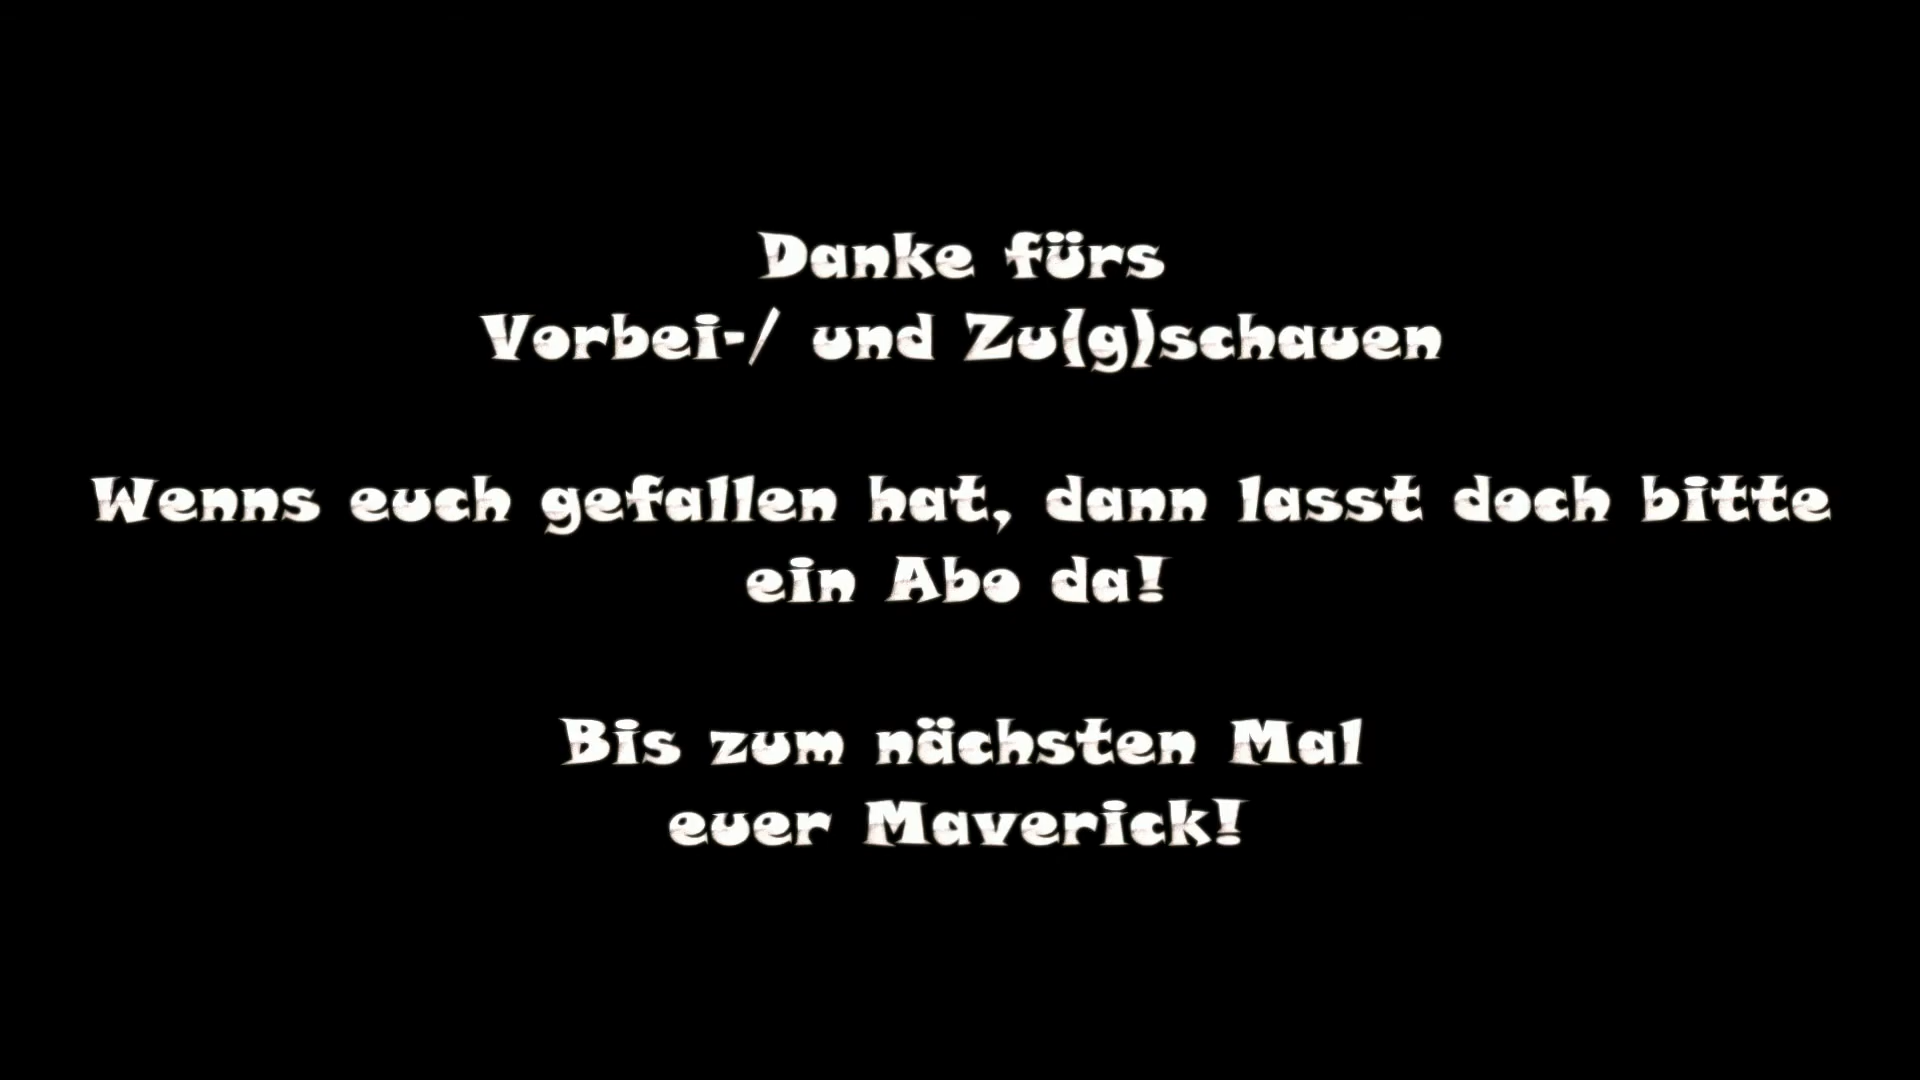 Danke fürs
Vorbei-/ und Zu(g)schauen
Wenns euch gefallen hat, dann lasst doch bitte
ein Abo da!
Bis zum nächsten Mal
euer Maverick!